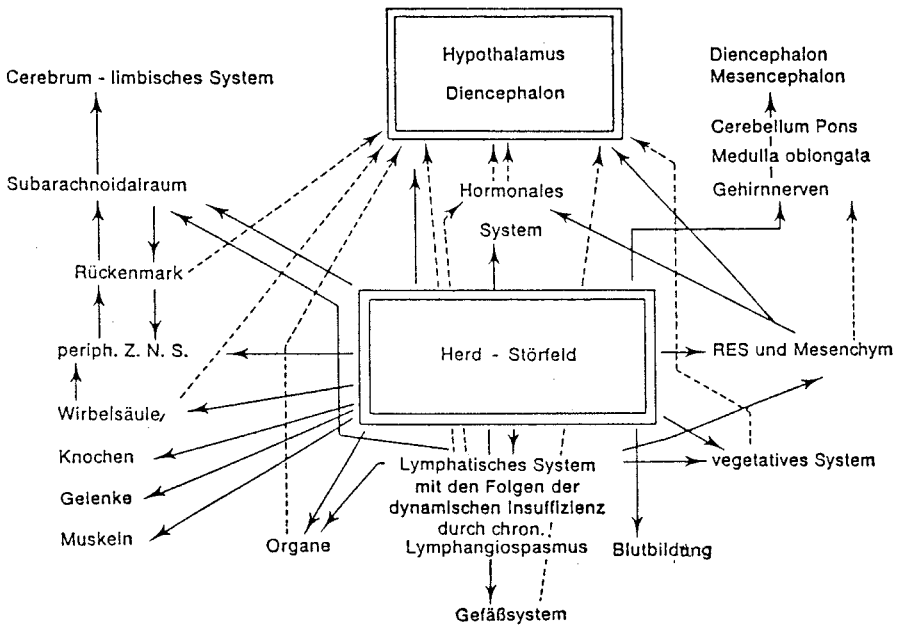 Hypothalamus
Diencephalon
Cerebrum - limbisches System
Diencephalon
Mesencephalon
Cerebellum Pons
Medulla oblongata
Gehirnnerven
Subarachnoidalraum
Hormonales
System
Rückenmark
periph. Z. N. S.
Herd - Störfeld
RES und Mesenchym
Wirbelsäule
Knochen
Gelenke
Muskeln
Organe
Lymphatisches System
mit den Folgen der
dynamischen Insuffizienz
durch chron.
Lymphangiospasmus
vegetatives System
Blutbildung
Gefäßsystem